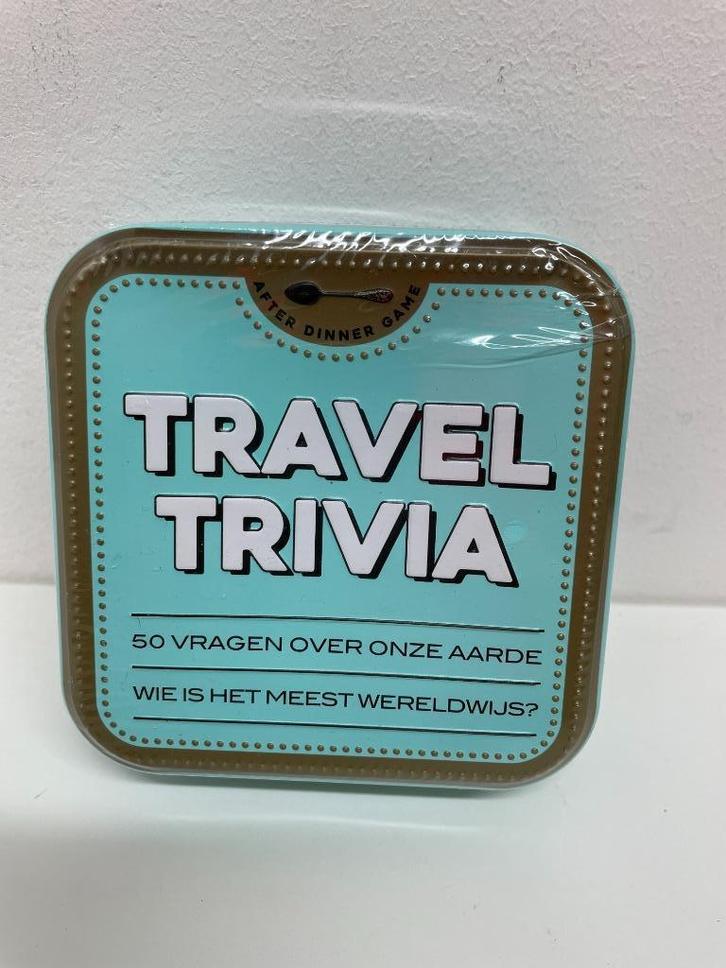 AFTER DINNER GAME
TRAVEL
TRIVIA
50 VRAGEN OVER ONZE AARDE
WIE IS HET MEEST WERELDWIJS?